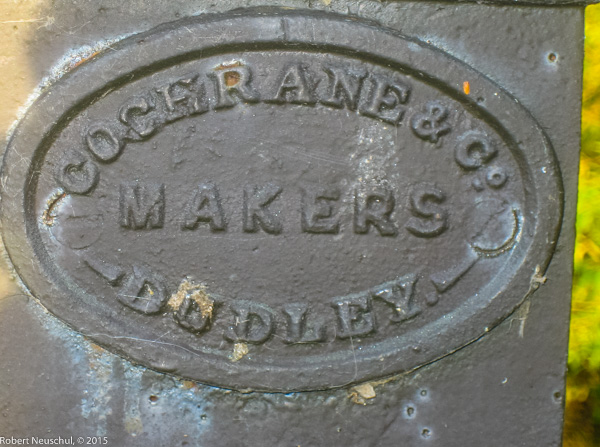 COCHRANE & Co.
MAKERS
DUDLEY.
Robert Neuschul, © 2015